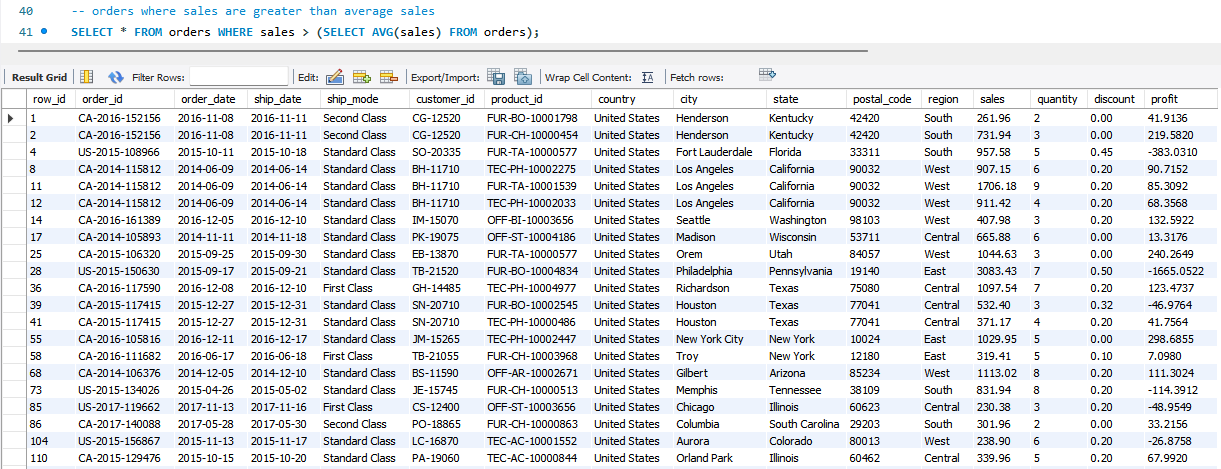 40 -- orders where sales are greater than average sales
41 SELECT * FROM orders WHERE sales > (SELECT AVG(sales) FROM orders);
Result Grid Filter Rows: Edit: Export/Import: Wrap Cell Content: IA Fetch rows:
row_id order_id order_date ship_date ship_mode customer_id product_id country city state postal_code region sales quantity discount profit
1 CA-2016-152156 2016-11-08 2016-11-11 Second Class CG-12520 FUR-BO-10001798 United States Henderson Kentucky 42420 South 261.96 2 0.00 41.9136
2 CA-2016-152156 2016-11-08 2016-11-11 Second Class CG-12520 FUR-CH-10000454 United States Henderson Kentucky 42420 South 731.94 3 0.00 219.5820
4 US-2015-108966 2015-10-11 2015-10-18 Standard Class SO-20335 FUR-TA-10000577 United States Fort Lauderdale Florida 33311 South 957.58 5 0.45 -383.0310
8 CA-2014-115812 2014-06-09 2014-06-14 Standard Class BH-11710 TEC-PH-10002275 United States Los Angeles California 90032 West 907.15 6 0.20 90.7152
11 CA-2014-115812 2014-06-09 2014-06-14 Standard Class BH-11710 FUR-TA-10001539 United States Los Angeles California 90032 West 1706.18 9 0.20 85.3092
12 CA-2014-115812 2014-06-09 2014-06-14 Standard Class BH-11710 TEC-PH-10002033 United States Los Angeles California 90032 West 911.42 4 0.20 68.3568
14 CA-2016-161389 2016-12-05 2016-12-10 Standard Class IM-15070 OFF-BI-10003656 United States Seattle Washington 98103 West 407.98 3 0.20 132.5922
17 CA-2014-105893 2014-11-11 2014-11-18 Standard Class PK-19075 OFF-ST-10004186 United States Madison Wisconsin 53711 Central 665.88 6 0.00 13.3176
25 CA-2015-106320 2015-09-25 2015-09-30 Standard Class EB-13870 FUR-TA-10000577 United States Orem Utah 84057 West 1044.63 3 0.00 240.2649
28 US-2015-150630 2015-09-17 2015-09-21 Standard Class TB-21520 FUR-BO-10004834 United States Philadelphia Pennsylvania 19140 East 3083.43 7 0.50 -1665.0522
36 CA-2016-117590 2016-12-08 2016-12-10 First Class GH-14485 TEC-PH-10004977 United States Richardson Texas 75080 Central 1097.54 7 0.20 123.4737
39 CA-2015-117415 2015-12-27 2015-12-31 Standard Class SN-20710 FUR-BO-10002545 United States Houston Texas 77041 Central 532.40 3 0.32 -46.9764
41 CA-2015-117415 2015-12-27 2015-12-31 Standard Class SN-20710 TEC-PH-10000486 United States Houston Texas 77041 Central 371.17 4 0.20 41.7564
55 CA-2016-105816 2016-12-11 2016-12-17 Standard Class JM-15265 TEC-PH-10002447 United States New York City New York 10024 East 1029.95 5 0.00 298.6855
58 CA-2016-111682 2016-06-17 2016-06-18 First Class TB-21055 FUR-CH-10003968 United States Troy New York 12180 East 319.41 5 0.10 7.0980
68 CA-2014-106376 2014-12-05 2014-12-10 Standard Class BS-11590 OFF-AR-10002671 United States Gilbert Arizona 85234 West 1113.02 8 0.20 111.3024
73 US-2015-134026 2015-04-26 2015-05-02 Standard Class JE-15745 FUR-CH-10000513 United States Memphis Tennessee 38109 South 831.94 8 0.20 -114.3912
85 US-2017-119662 2017-11-13 2017-11-16 First Class CS-12400 OFF-ST-10003656 United States Chicago Illinois 60623 Central 230.38 3 0.20 -48.9549
86 CA-2017-140088 2017-05-28 2017-05-30 Second Class PO-18865 FUR-CH-10000863 United States Columbia South Carolina 29203 South 301.96 2 0.00 33.2156
104 US-2015-156867 2015-11-13 2015-11-17 Standard Class LC-16870 TEC-AC-10001552 United States Aurora Colorado 80013 West 238.90 6 0.20 -26.8758
110 CA-2015-129476 2015-10-15 2015-10-20 Standard Class PA-19060 TEC-AC-10000844 United States Orland Park Illinois 60462 Central 339.96 5 0.20 67.9920